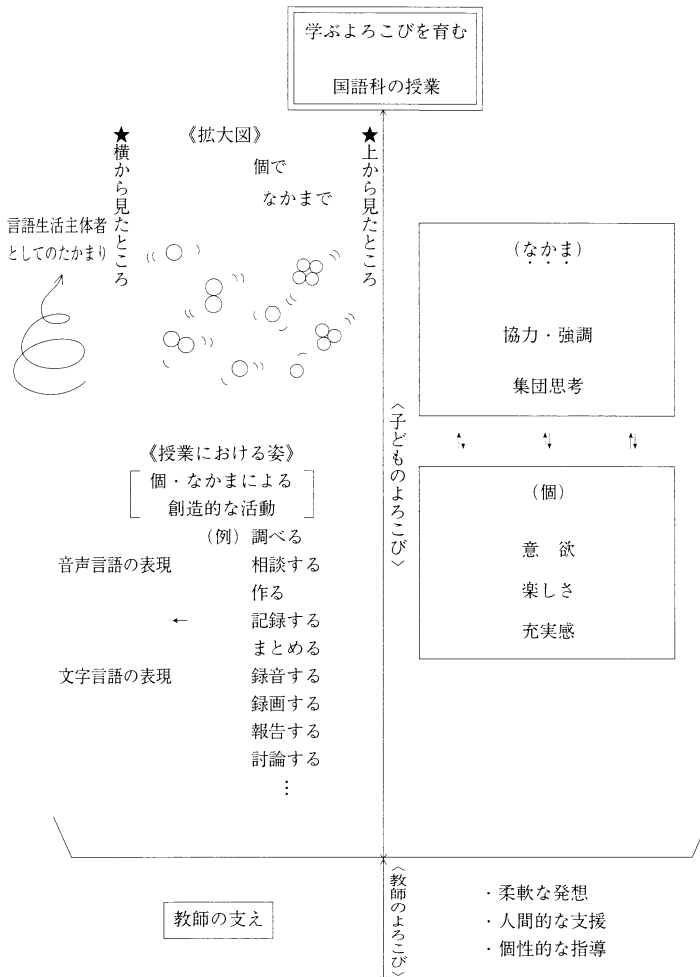 学ぶよろこびを育む
国語科の授業
《拡大図》
個で
なかまで
★上から見たところ
★横から見たところ
言語生活主体者
としてのたかまり
（なかま）
協力・強調
集団思考
〈子どものよろこび〉
（個）
意　欲
楽しさ
充実感
《授業における姿》
個・なかまによる
創造的な活動
（例）調べる
相談する
作る
記録する
まとめる
録音する
録画する
報告する
討論する
⋮
音声言語の表現
←
文字言語の表現
〈教師のよろこび〉
教師の支え
・柔軟な発想
・人間的な支援
・個性的な指導